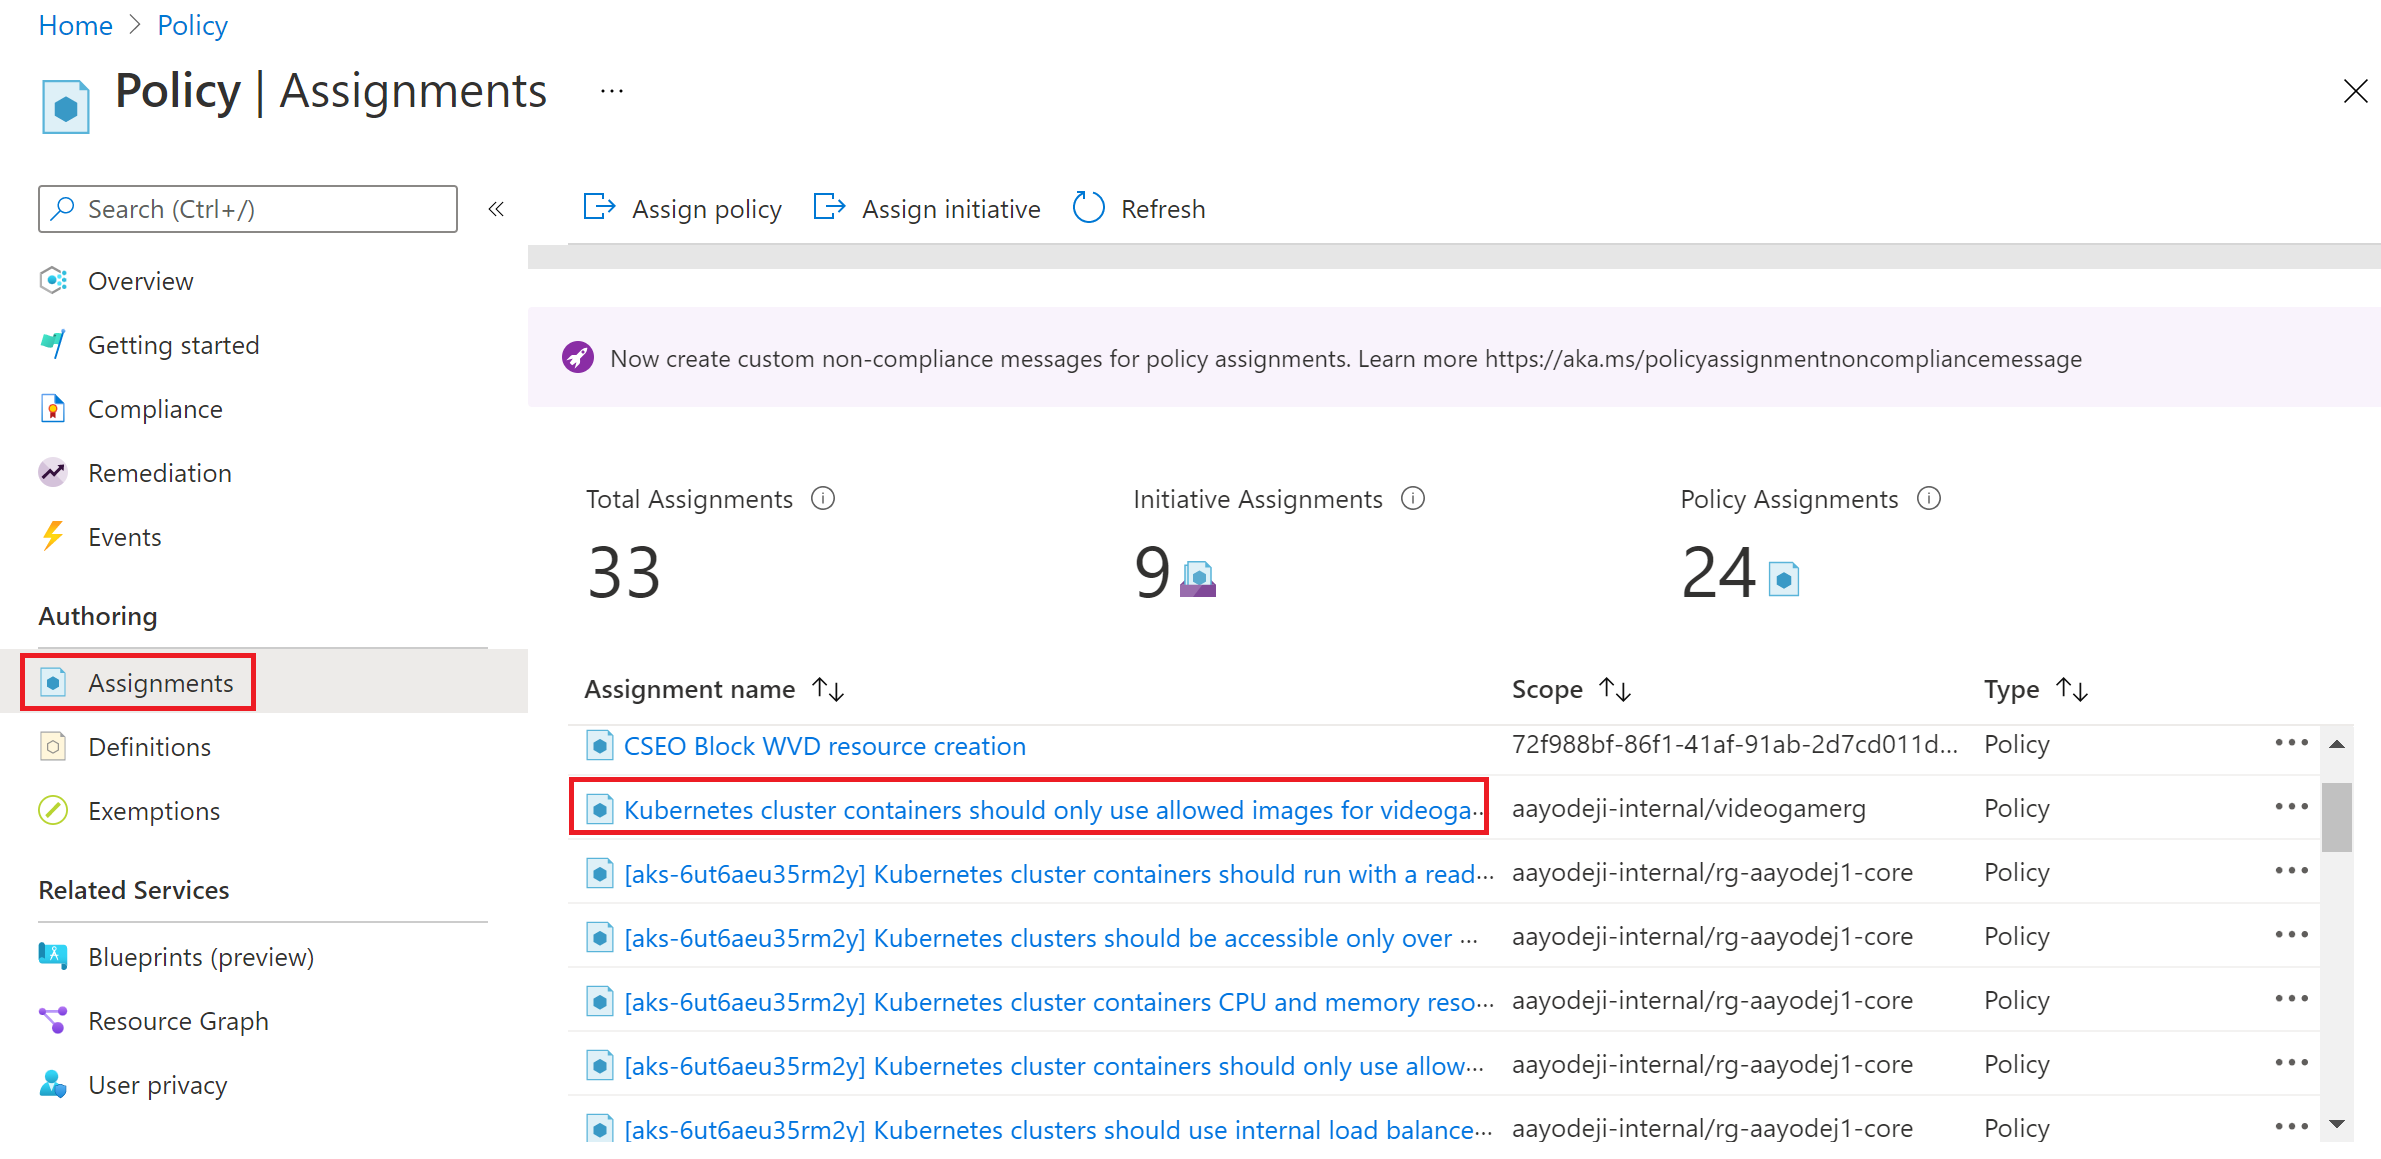 Home > Policy
Policy | Assignments ...
Search (Ctrl+/) «
Overview
Getting started
Compliance
Remediation
Events
Authoring
Assignments
Definitions
Exemptions
Related Services
Blueprints (preview)
Resource Graph
User privacy
Assign policy Assign initiative Refresh
Now create custom non-compliance messages for policy assignments. Learn more https://aka.ms/policyassignmentnoncompliancemessage
Total Assignments Initiative Assignments Policy Assignments
33 9 24
Assignment name ↑↓ Scope ↑↓ Type ↑↓
CSEO Block WVD resource creation 72f988bf-86f1-41af-91ab-2d7cd011d... Policy ...
Kubernetes cluster containers should only use allowed images for videoga... aayodeji-internal/videogamerg Policy ...
[aks-6ut6aeu35rm2y] Kubernetes cluster containers should run with a read... aayodeji-internal/rg-aayodej1-core Policy ...
[aks-6ut6aeu35rm2y] Kubernetes clusters should be accessible only over ... aayodeji-internal/rg-aayodej1-core Policy ...
[aks-6ut6aeu35rm2y] Kubernetes cluster containers CPU and memory reso... aayodeji-internal/rg-aayodej1-core Policy ...
[aks-6ut6aeu35rm2y] Kubernetes cluster containers should only use allow... aayodeji-internal/rg-aayodej1-core Policy ...
[aks-6ut6aeu35rm2y] Kubernetes clusters should use internal load balance... aayodeji-internal/rg-aayodej1-core Policy ...